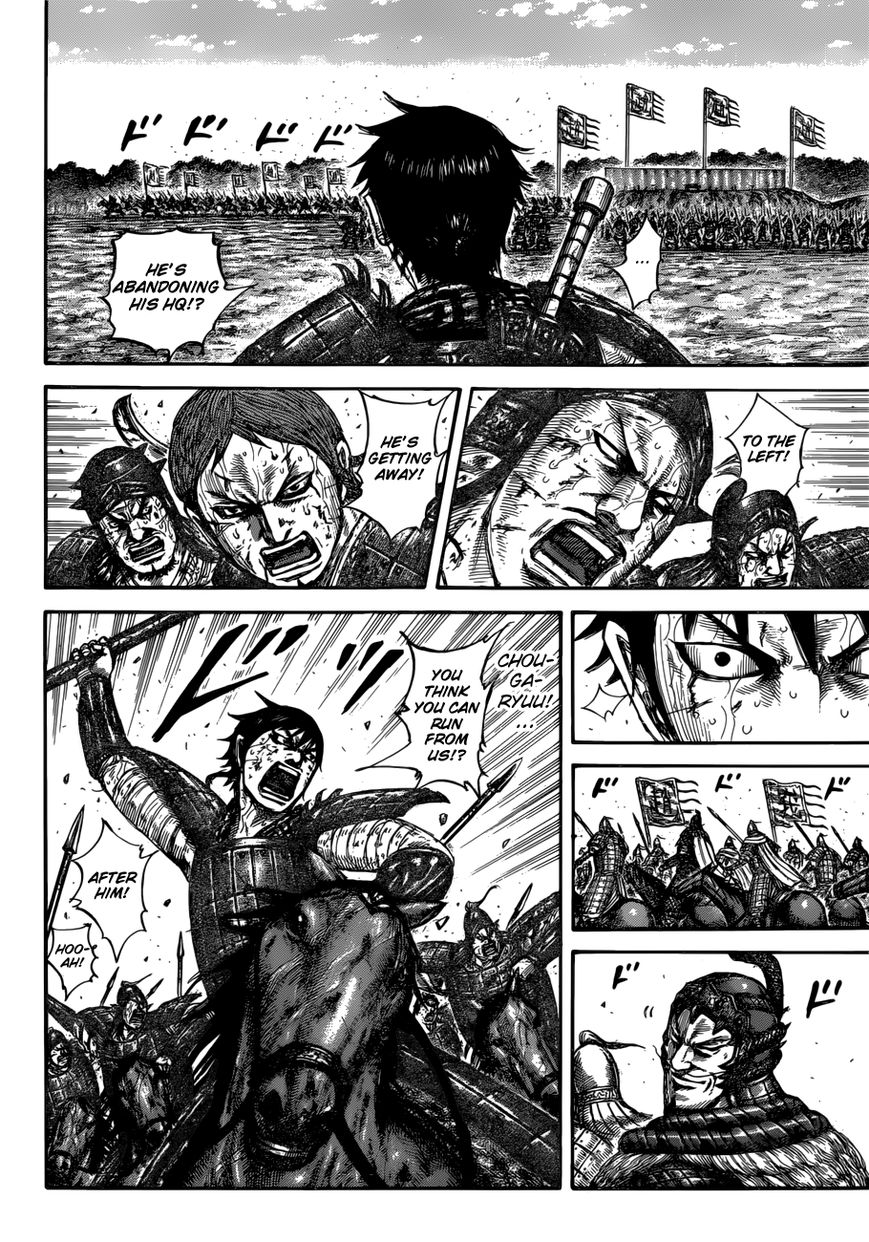 ...
ドドドド
HE'S
ABANDONING
HIS HQ!?
TO THE
LEFT!
HE'S
GETTING
AWAY!
ドド
ド
CHOU-
GA-
RYUU!
...
YOU
THINK
YOU CAN
RUN
FROM
US!?
ドドッ
AFTER
HIM!
HOO-
AH!